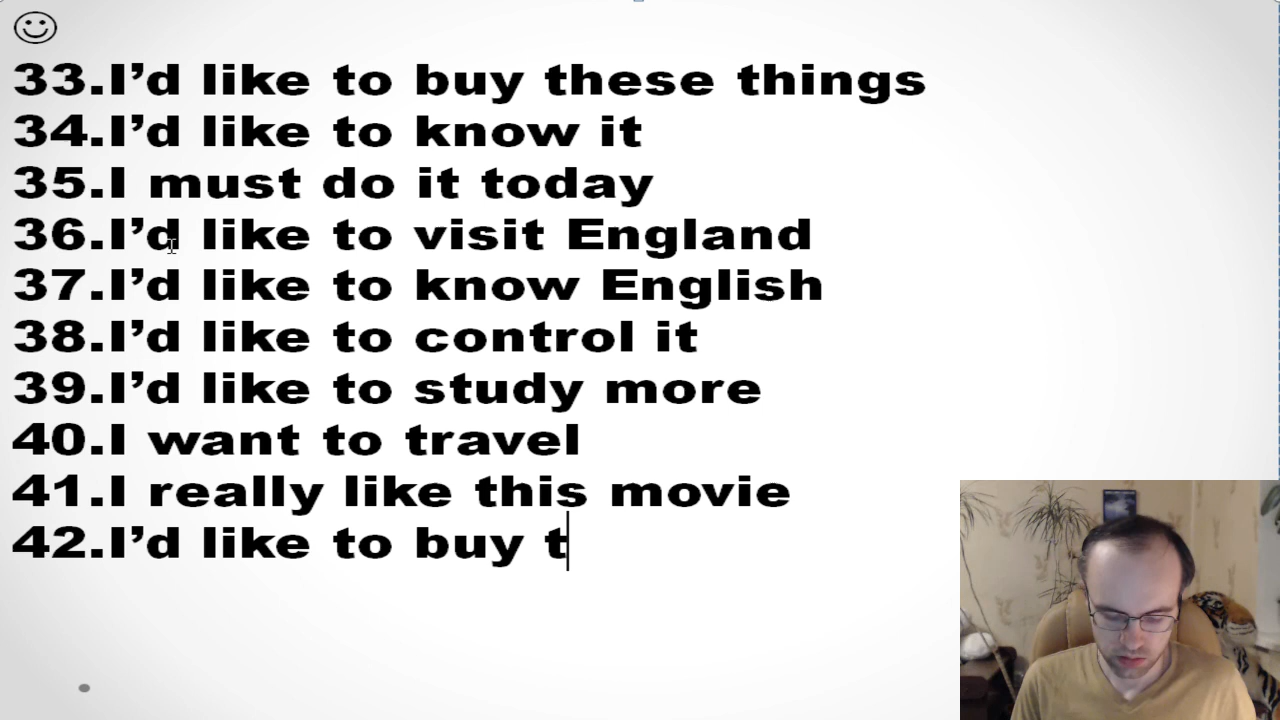 33.I’d like to buy these things
34.I’d like to know it
35.I must do it today
36.I’d like to visit England
37.I’d like to know English
38.I’d like to control it
39.I’d like to study more
40.I want to travel
41.I really like this movie
42.I’d like to buy t